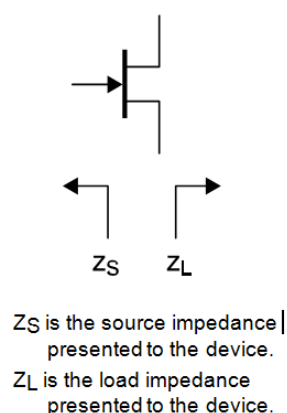 ZS ZL
ZS is the source impedance
presented to the device.
ZL is the load impedance
presented to the device.